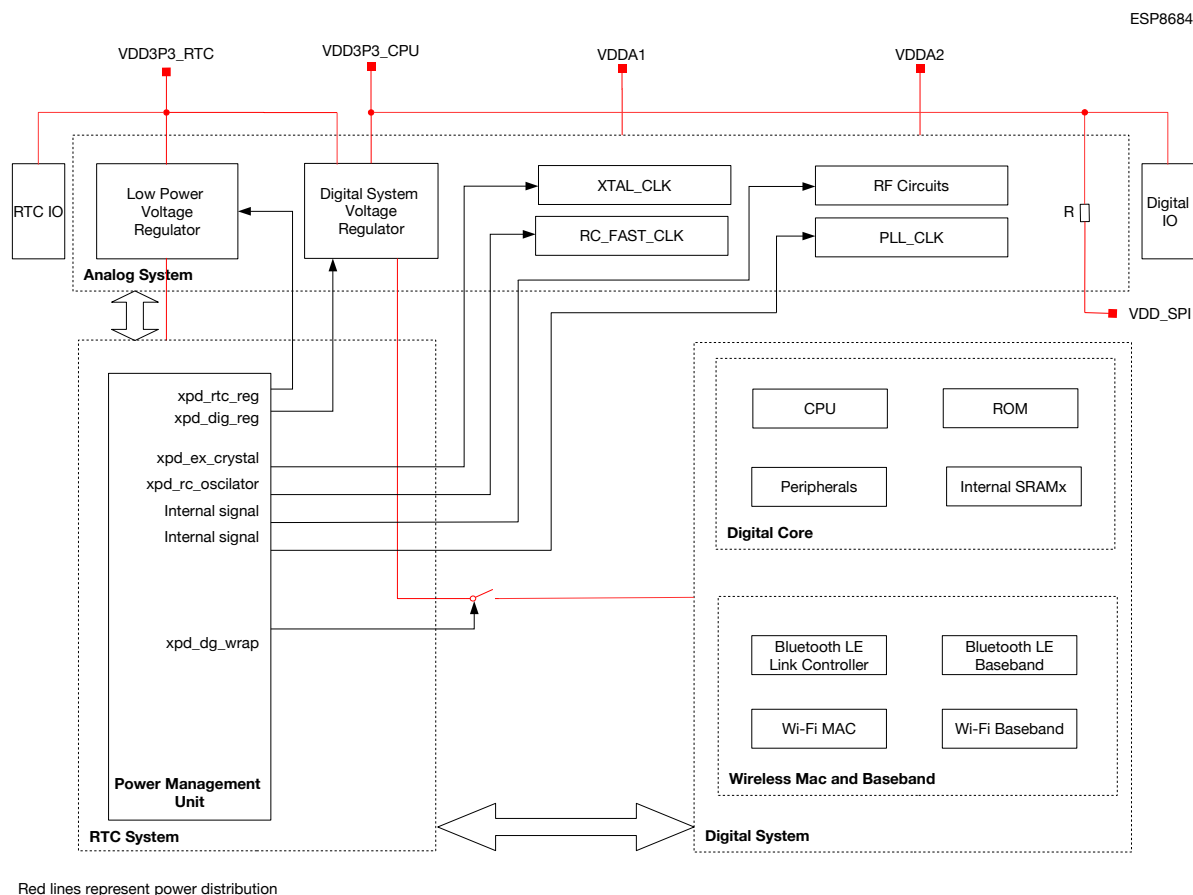 ESP8684
VDD3P3_RTC
VDD3P3_CPU
VDDA1
VDDA2
RTC IO
Low Power
Voltage
Regulator
Digital System
Voltage
Regulator
XTAL_CLK
RC_FAST_CLK
RF Circuits
PLL_CLK
R
Digital
IO
Analog System
VDD_SPI
xpd_rtc_reg
xpd_dig_reg
xpd_ex_crystal
xpd_rc_oscilator
Internal signal
Internal signal
xpd_dg_wrap
Power Management
Unit
RTC System
CPU
ROM
Peripherals
Internal SRAMx
Digital Core
Bluetooth LE
Link Controller
Bluetooth LE
Baseband
Wi-Fi MAC
Wi-Fi Baseband
Wireless Mac and Baseband
Digital System
Red lines represent power distribution